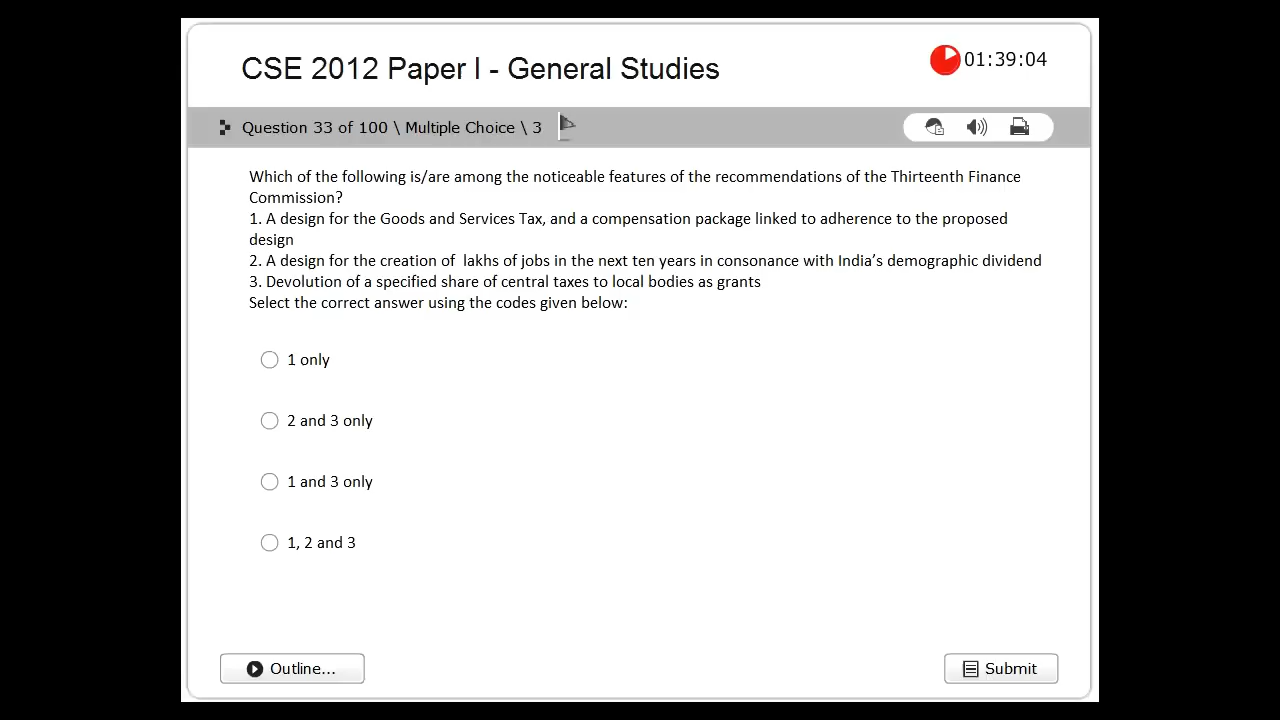 CSE 2012 Paper I - General Studies
01:39:04
Question 33 of 100 \ Multiple Choice \ 3
Which of the following is/are among the noticeable features of the recommendations of the Thirteenth Finance
Commission?
1. A design for the Goods and Services Tax, and a compensation package linked to adherence to the proposed
design
2. A design for the creation of lakhs of jobs in the next ten years in consonance with India’s demographic dividend
3. Devolution of a specified share of central taxes to local bodies as grants
Select the correct answer using the codes given below:
1 only
2 and 3 only
1 and 3 only
1, 2 and 3
Outline...
Submit